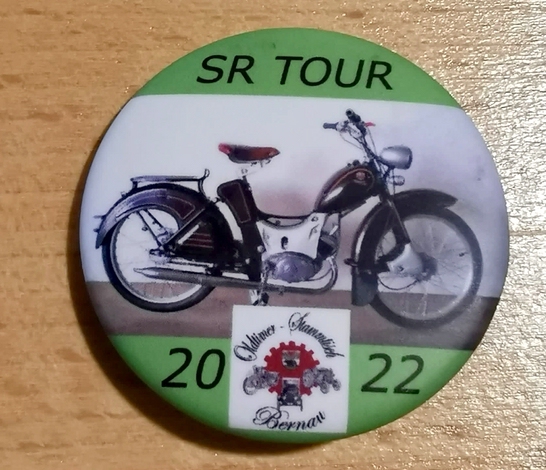 SR TOUR
Oldtimer-Stammtisch
Bernau
20 22